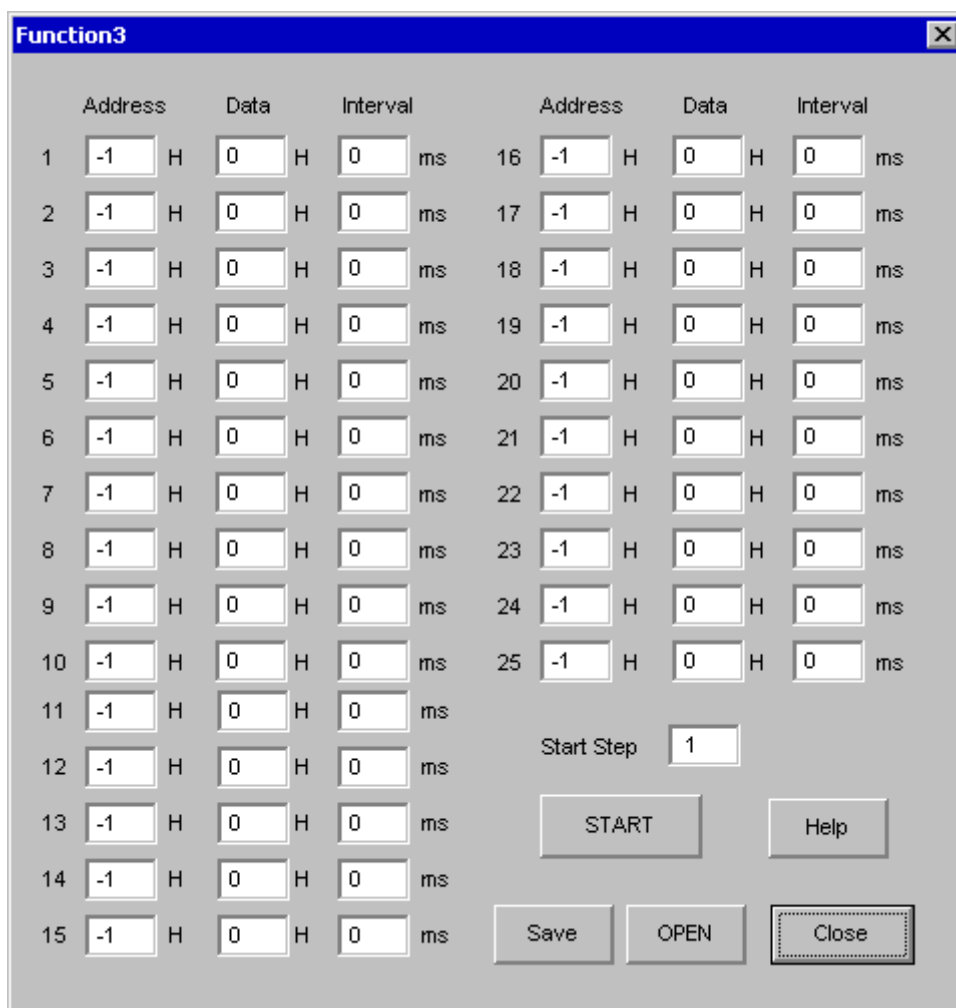 Function3
Address Data Interval Address Data Interval
1 -1 H 0 H 0 ms 16 -1 H 0 H 0 ms
2 -1 H 0 H 0 ms 17 -1 H 0 H 0 ms
3 -1 H 0 H 0 ms 18 -1 H 0 H 0 ms
4 -1 H 0 H 0 ms 19 -1 H 0 H 0 ms
5 -1 H 0 H 0 ms 20 -1 H 0 H 0 ms
6 -1 H 0 H 0 ms 21 -1 H 0 H 0 ms
7 -1 H 0 H 0 ms 22 -1 H 0 H 0 ms
8 -1 H 0 H 0 ms 23 -1 H 0 H 0 ms
9 -1 H 0 H 0 ms 24 -1 H 0 H 0 ms
10 -1 H 0 H 0 ms 25 -1 H 0 H 0 ms
11 -1 H 0 H 0 ms
12 -1 H 0 H 0 ms
13 -1 H 0 H 0 ms
14 -1 H 0 H 0 ms
15 -1 H 0 H 0 ms
Start Step 1
START Help
Save OPEN Close